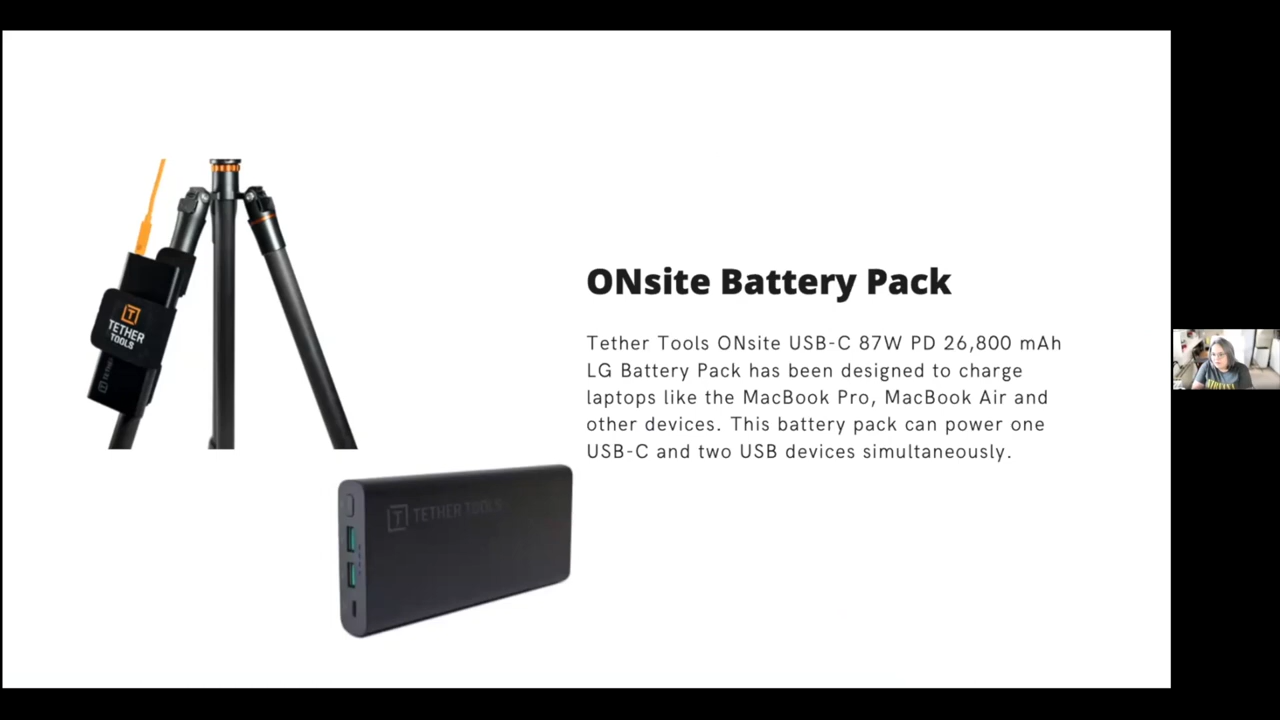 ONsite Battery Pack
Tether Tools ONsite USB-C 87W PD 26,800 mAh
LG Battery Pack has been designed to charge
laptops like the MacBook Pro, MacBook Air and
other devices. This battery pack can power one
USB-C and two USB devices simultaneously.
TETHER
TOOLS
TETHER TOOLS
NIRVANA